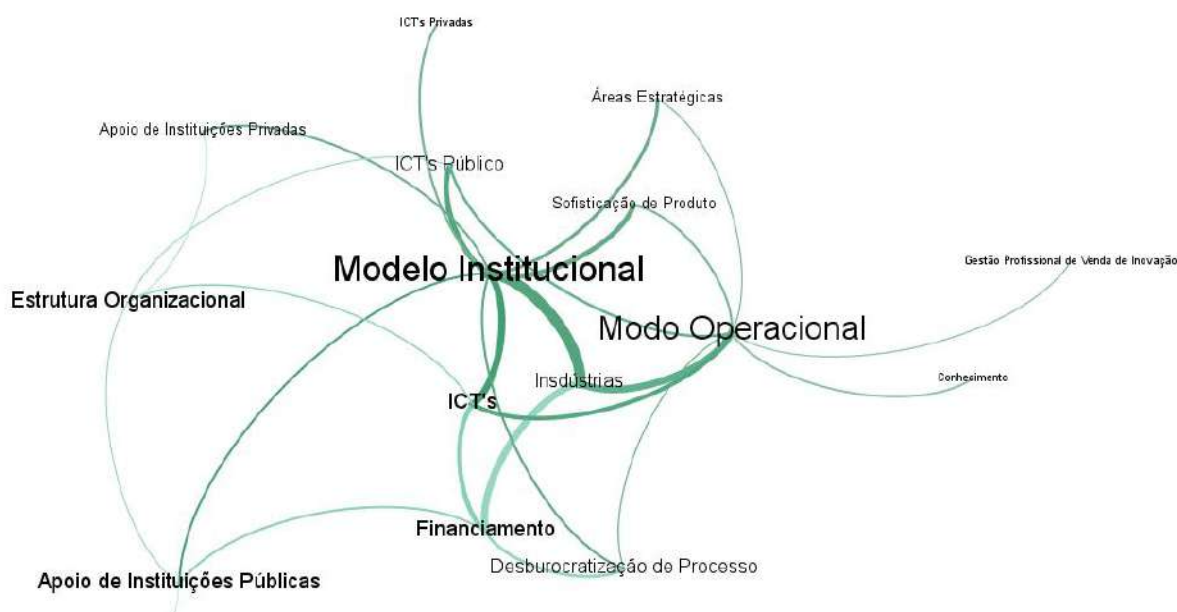 ICT's Privadas
Áreas Estratégicas
Apoio de Instituições Privadas
ICT's Público
Sofisticação de Produto
Modelo Institucional
Gestão Profissional de Venda de Inovação
Estrutura Organizacional
Modo Operacional
Insdústrias
Conhecimento
ICT's
Financiamento
Desburocratização de Processo
Apoio de Instituições Públicas